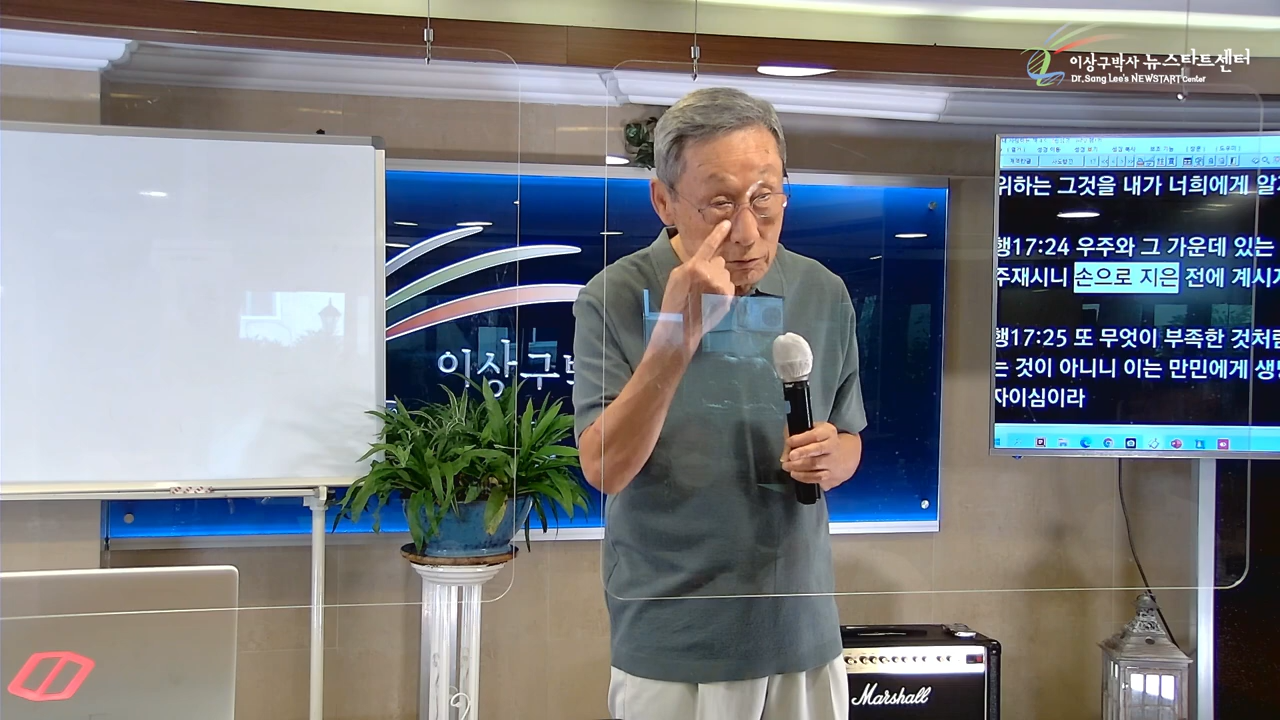 이상구박사 뉴스타트센터
Dr. Sang Lee's NEWSTART Center
위하는 그것을 내가 너희에게
행17:24 우주와 그 가운데 있는
주재시니 손으로 지은 전에 계시
행17:25 또 무엇이 부족한 것처럼
는 것이 아니니 이는 만민에게
자이심이라
이상구
Marshall